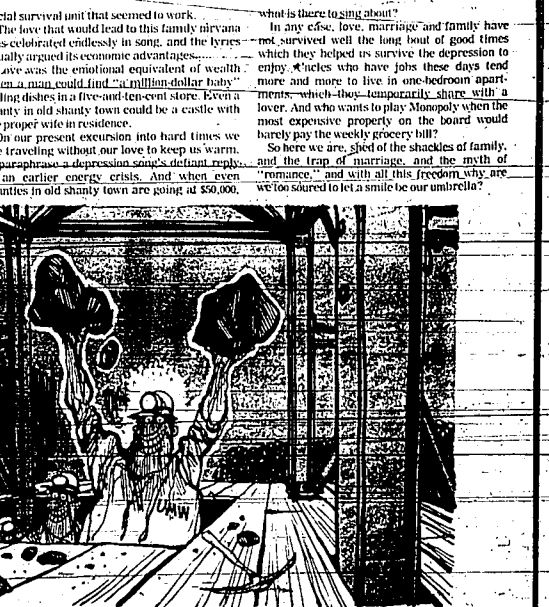 cial survival unit that seemed to work.
The love that would lead to this family nirvana
s celebrated endlessly in song, and the lyrics
ually argued its economic advantages.
ove was the emotional equivalent of wealth
en a man could find "a million-dollar baby"
ling dishes in a five-and-ten-cent store. Even a
anty in old shanty town could be a castle with
proper wife in residence.
On our present excursion into hard times we
e traveling without our love to keep us warm.
paraphrase a depression song's defiant reply
an earlier energy crisis. And when even
anties in old shanty town are going at $50,000,
what is there to sing about?
In any case, love, marriage and family have
not survived well the long bout of good times
which they helped us survive the depression to
enjoy. who have jobs these days tend
more and more to live in one-bedroom apart-
ments, which they temporarily share with a
lover. And who wants to play Monopoly when the
most expensive property on the board would
barely pay the weekly grocery bill?
So here we are, shed of the shackles of family,
and the trap of marriage, and the myth of
"romance," and with all this freedom why are
we too soured to let a smile be our umbrella?
UMW